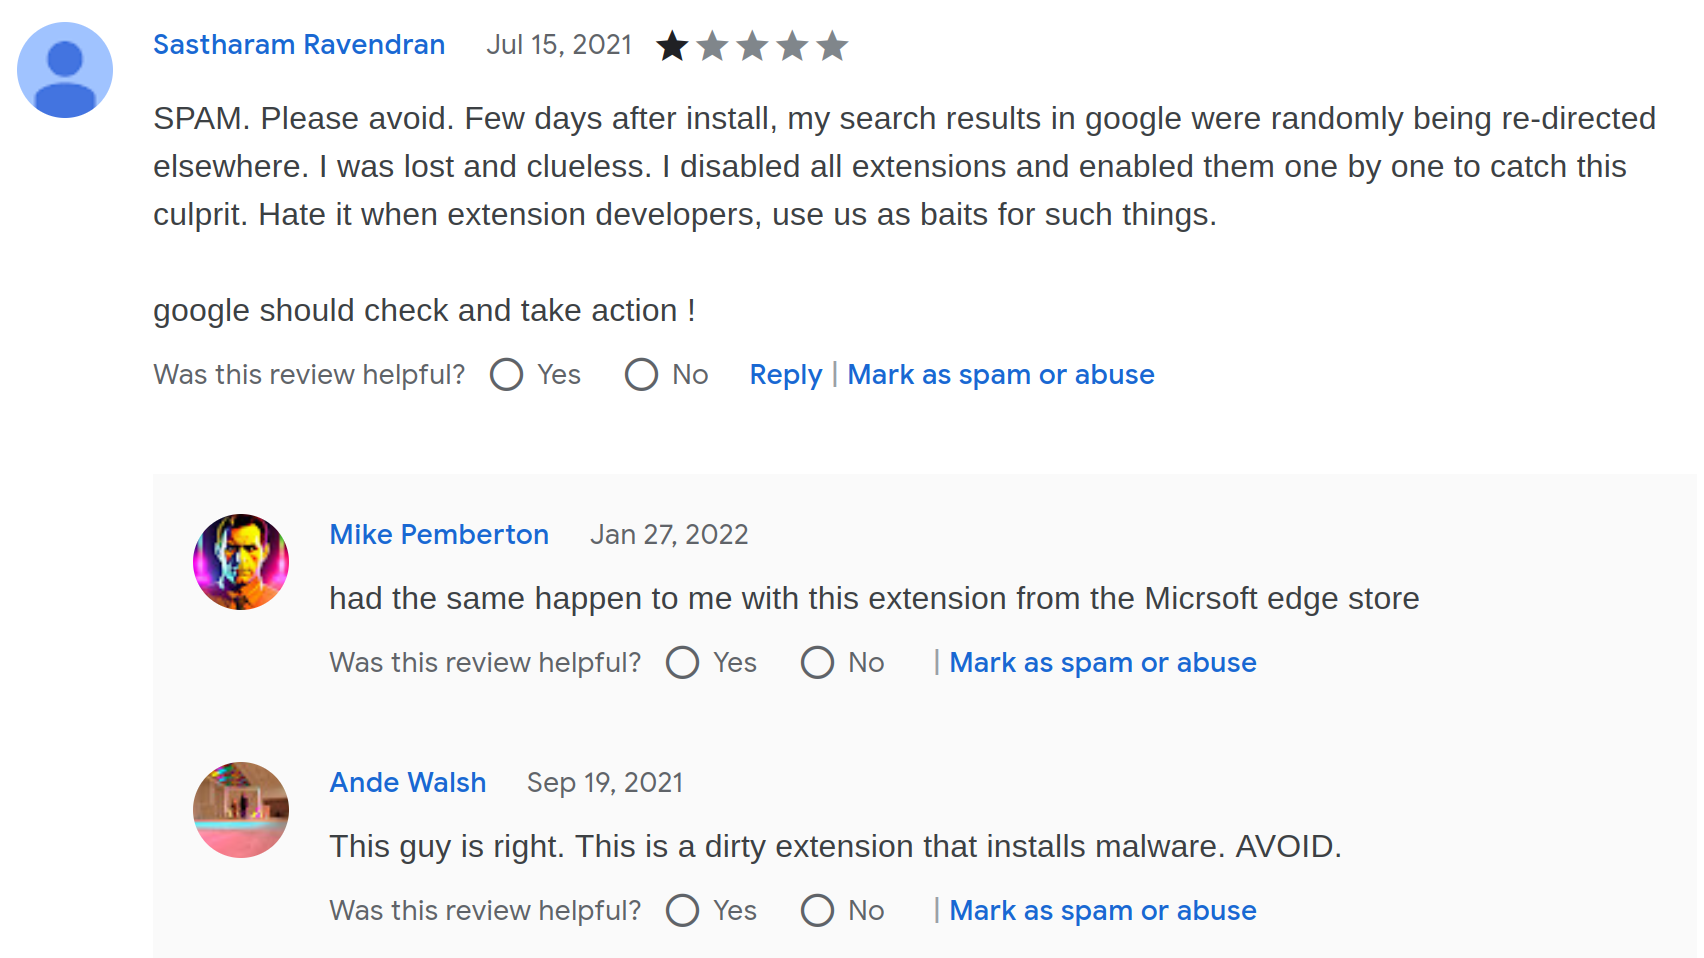 Sastharam Ravendran Jul 15, 2021
SPAM. Please avoid. Few days after install, my search results in google were randomly being re-directed
elsewhere. I was lost and clueless. I disabled all extensions and enabled them one by one to catch this
culprit. Hate it when extension developers, use us as baits for such things.
google should check and take action !
Was this review helpful? Yes No Reply | Mark as spam or abuse
Mike Pemberton Jan 27, 2022
had the same happen to me with this extension from the Micrsoft edge store
Was this review helpful? Yes No | Mark as spam or abuse
Ande Walsh Sep 19, 2021
This guy is right. This is a dirty extension that installs malware. AVOID.
Was this review helpful? Yes No | Mark as spam or abuse